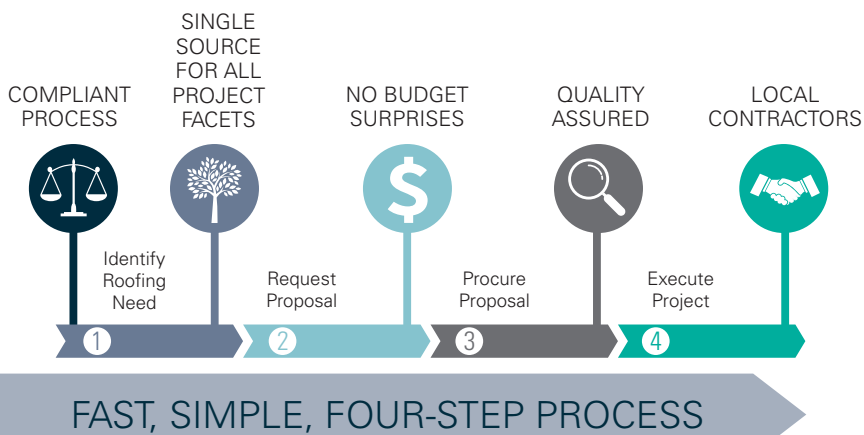 COMPLIANT
PROCESS
SINGLE
SOURCE
FOR ALL
PROJECT
FACETS
NO BUDGET
SURPRISES
QUALITY
ASSURED
LOCAL
CONTRACTORS
$
Identify
Roofing
Need
Request
Proposal
Procure
Proposal
Execute
Project
1
2
3
4
FAST, SIMPLE, FOUR-STEP PROCESS